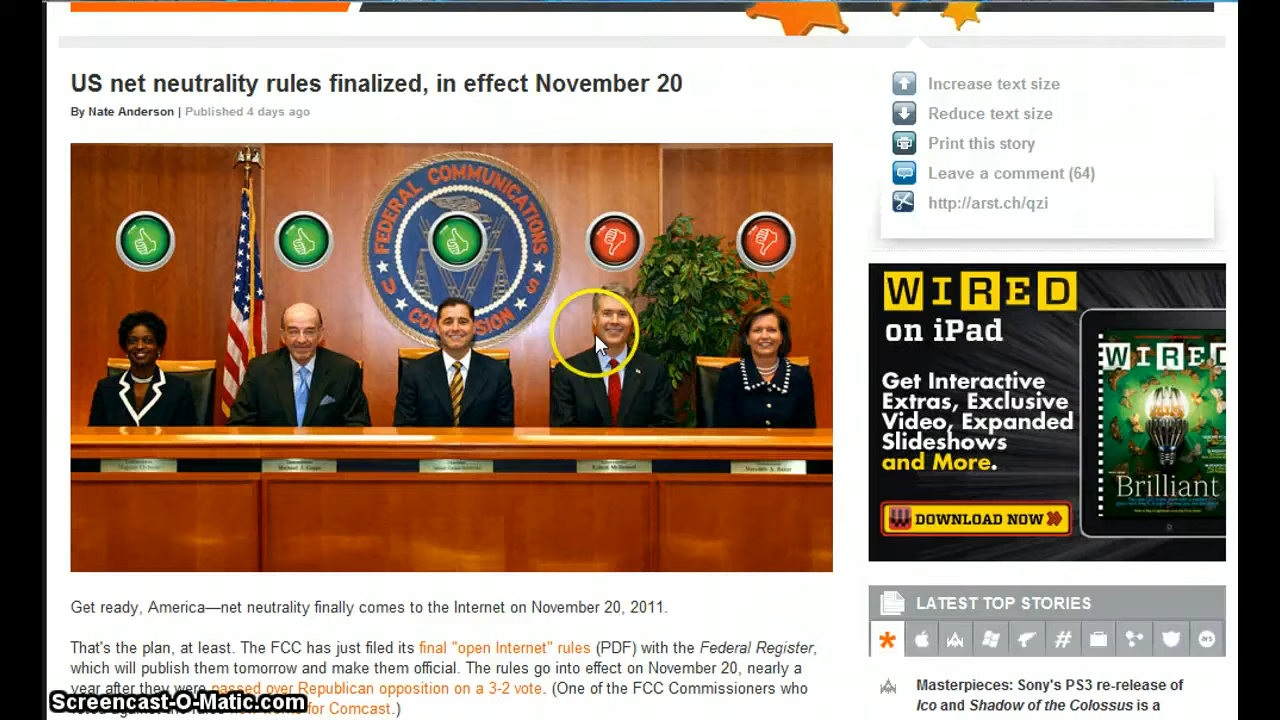 US net neutrality rules finalized, in effect November 20
By Nate Anderson | Published 4 days ago
FEDERAL COMMUNICATIONS
COMMISSION
U S
Get ready, America—net neutrality finally comes to the Internet on November 20, 2011.
That's the plan, at least. The FCC has just filed its final "open Internet" rules (PDF) with the Federal Register,
which will publish them tomorrow and make them official. The rules go into effect on November 20, nearly a
year after they were passed over Republican opposition on a 3-2 vote. (One of the FCC Commissioners who
for Comcast.)
Screencast-O-Matic.com
Increase text size
Reduce text size
Print this story
Leave a comment (64)
http://arst.ch/qzi
WIRED
on iPad
Get Interactive
Extras, Exclusive
Video, Expanded
Slideshows
and More.
DOWNLOAD NOW
WIRED
Brilliant
LATEST TOP STORIES
Masterpieces: Sony's PS3 re-release of
Ico and Shadow of the Colossus is a